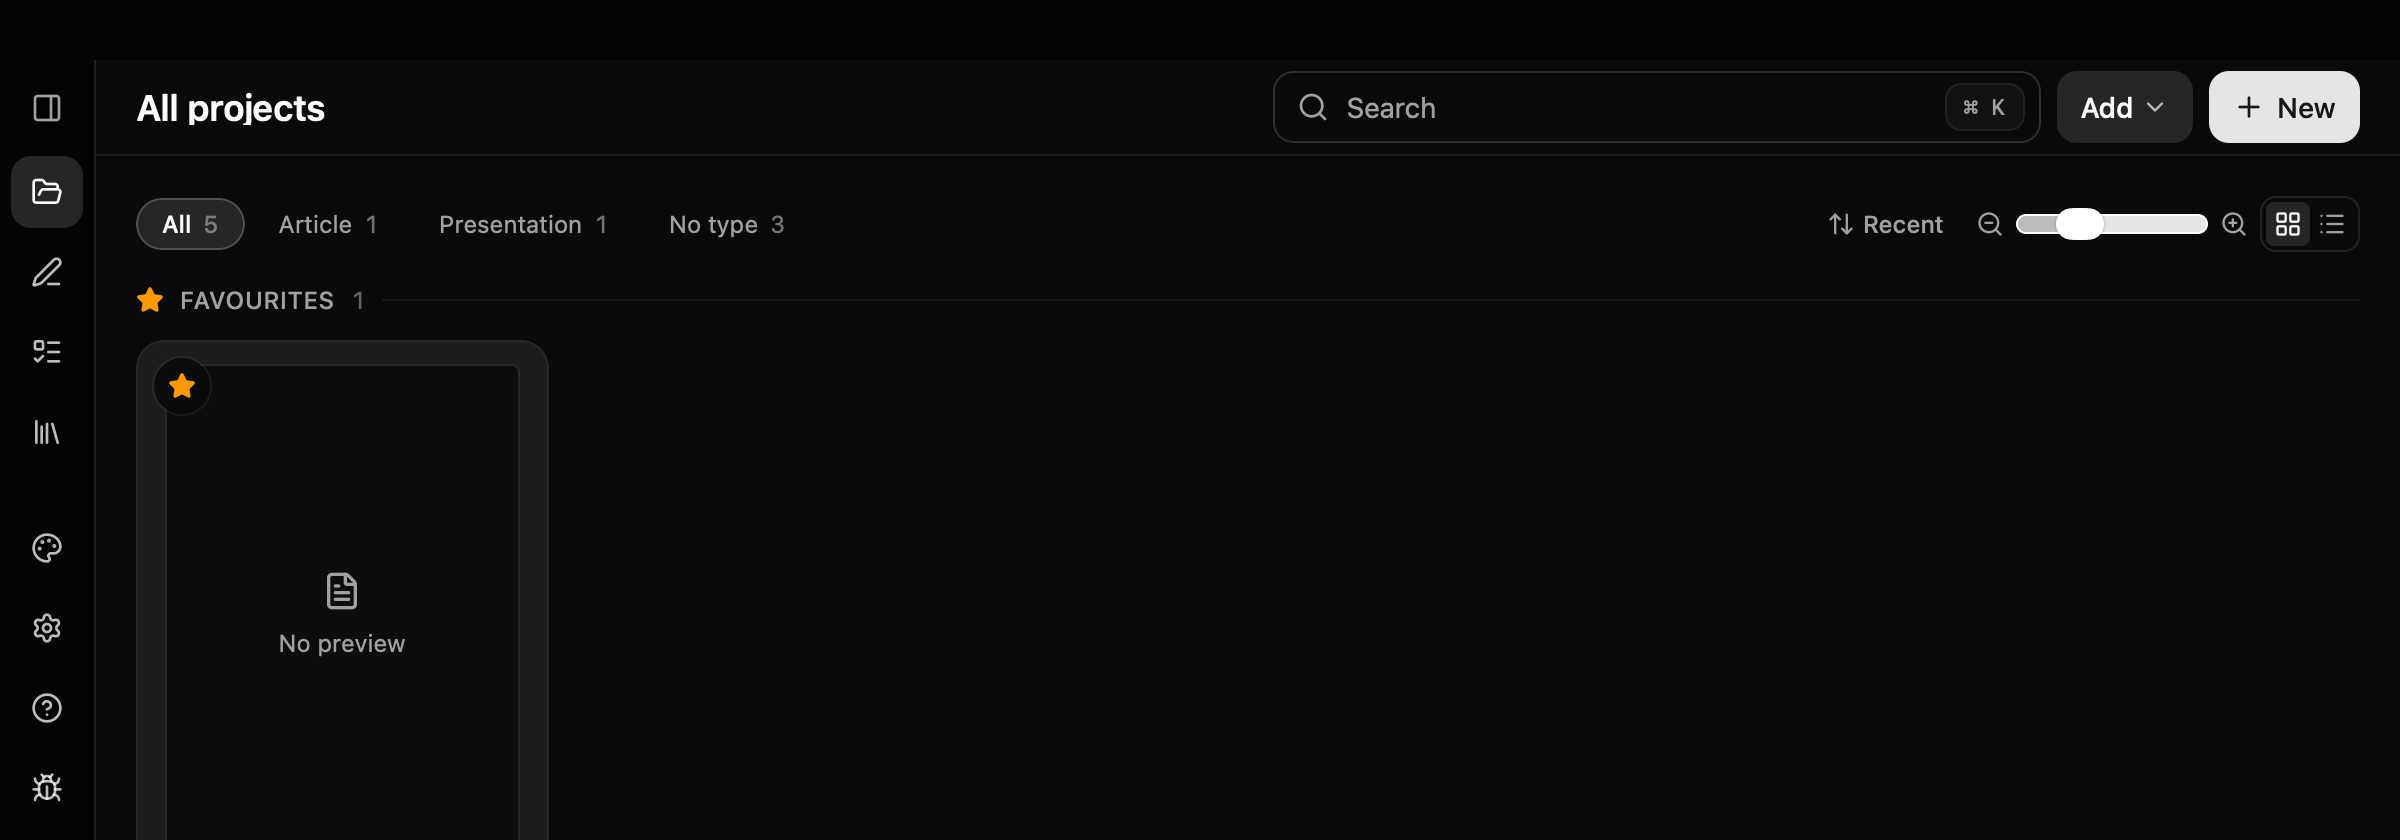 All projects
Search
⌘ K
Add
New
All 5
Article 1
Presentation 1
No type 3
Recent
FAVOURITES 1
No preview